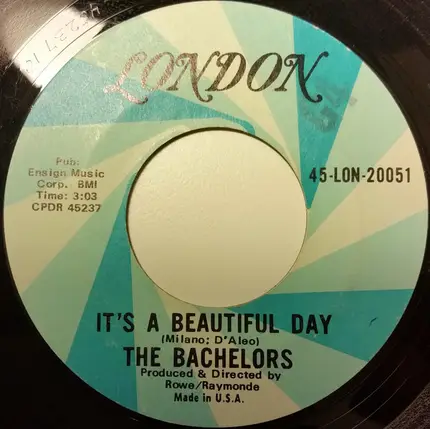 LONDON
Pub:
Ensign Music
Corp. BMI
Time: 3:03
CPDR 45237
45-LON-20051
IT'S A BEAUTIFUL DAY
(Milano; D'Aleo)
THE BACHELORS
Produced & Directed by
Rowe/Raymonde
Made in U.S.A.